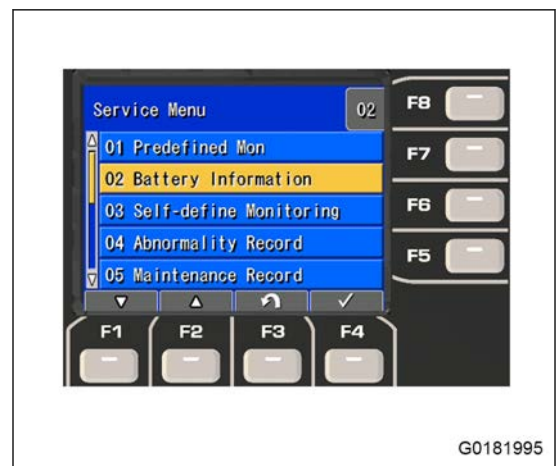 Service Menu 02
F8
01 Predefined Mon
F7
02 Battery Information
03 Self-define Monitoring
F6
04 Abnormality Record
F5
05 Maintenance Record
F1 F2 F3 F4
G0181995